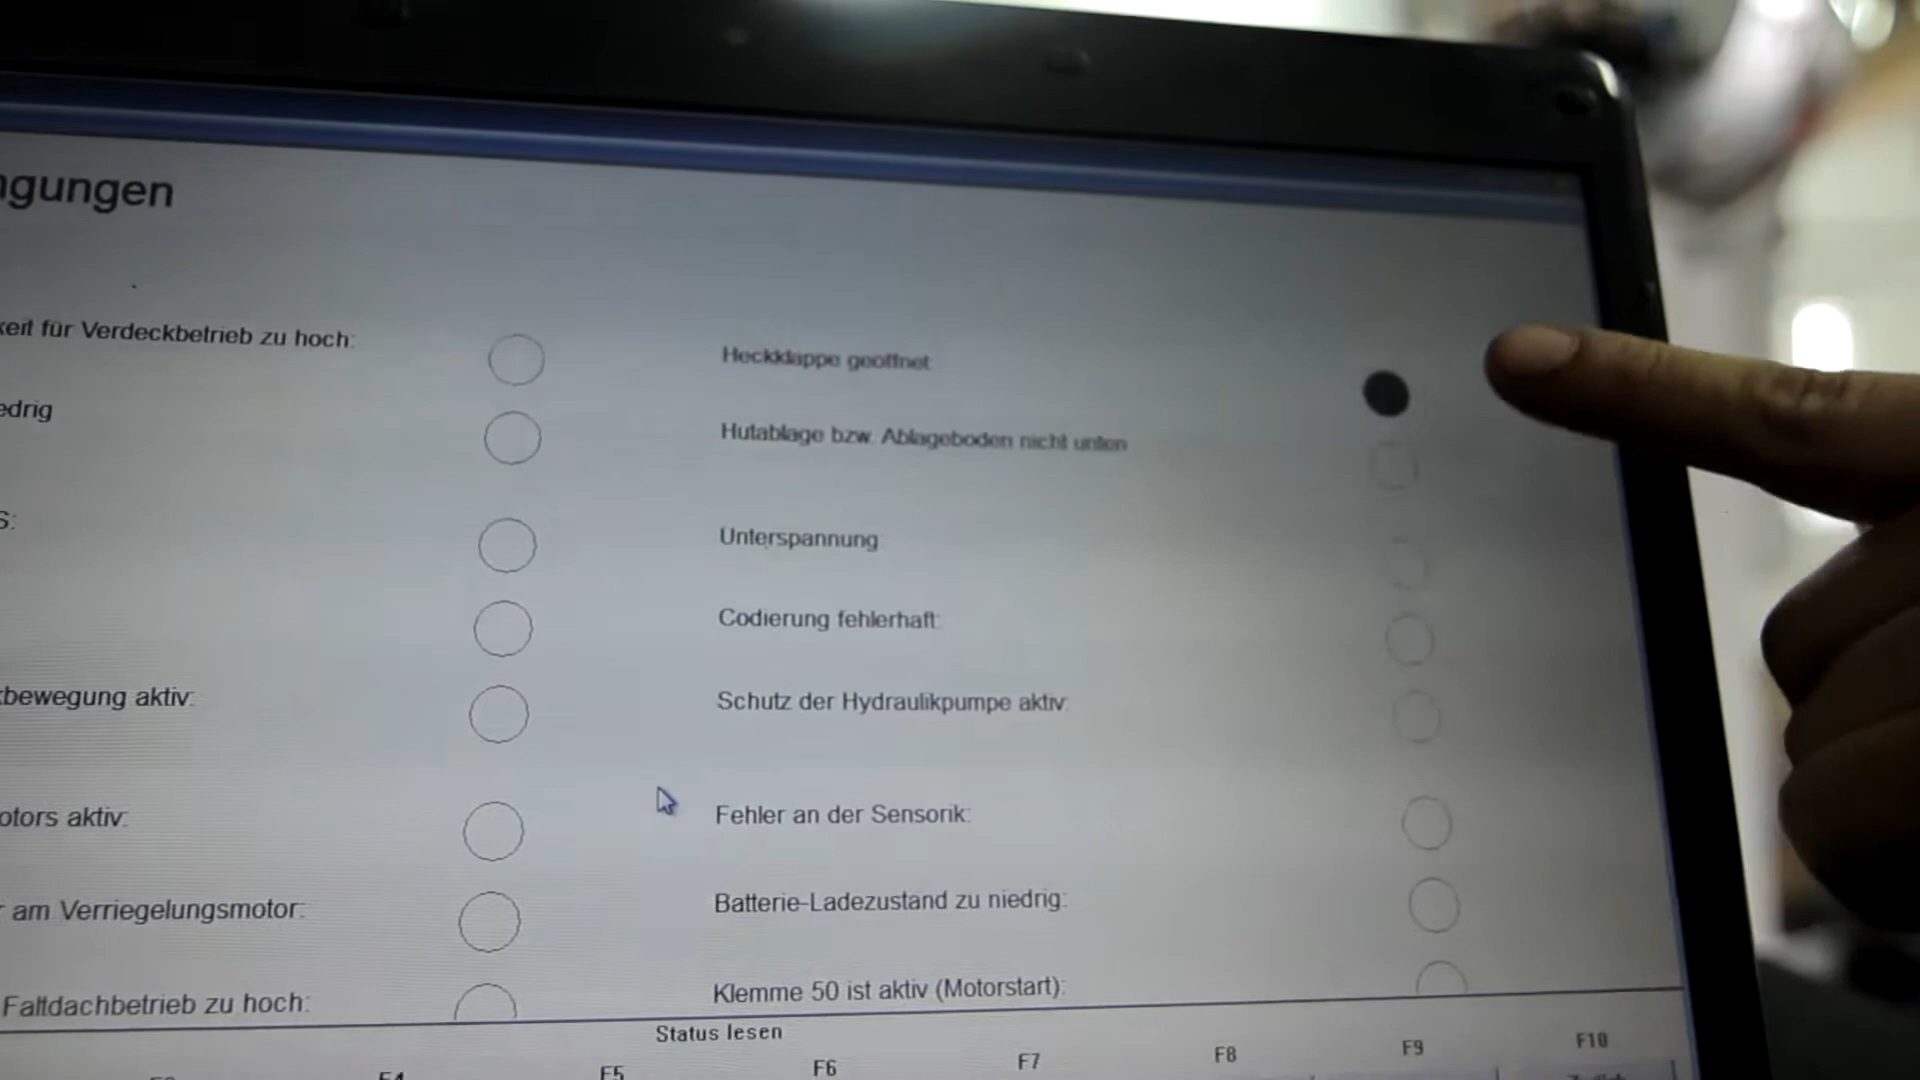 ngungen
keit für Verdeckbetrieb zu hoch:
Heckklappe geöffnet
edrig
Hutablage bzw. Ablageboden nicht unten
S:
Unterspannung
Codierung fehlerhaft:
bewegung aktiv:
Schutz der Hydraulikpumpe aktiv:
otors aktiv:
Fehler an der Sensorik:
r am Verriegelungsmotor:
Batterie-Ladezustand zu niedrig:
Faltdachbetrieb zu hoch:
Klemme 50 ist aktiv (Motorstart):
Status lesen
F4 F5 F6 F7 F8 F9 F10